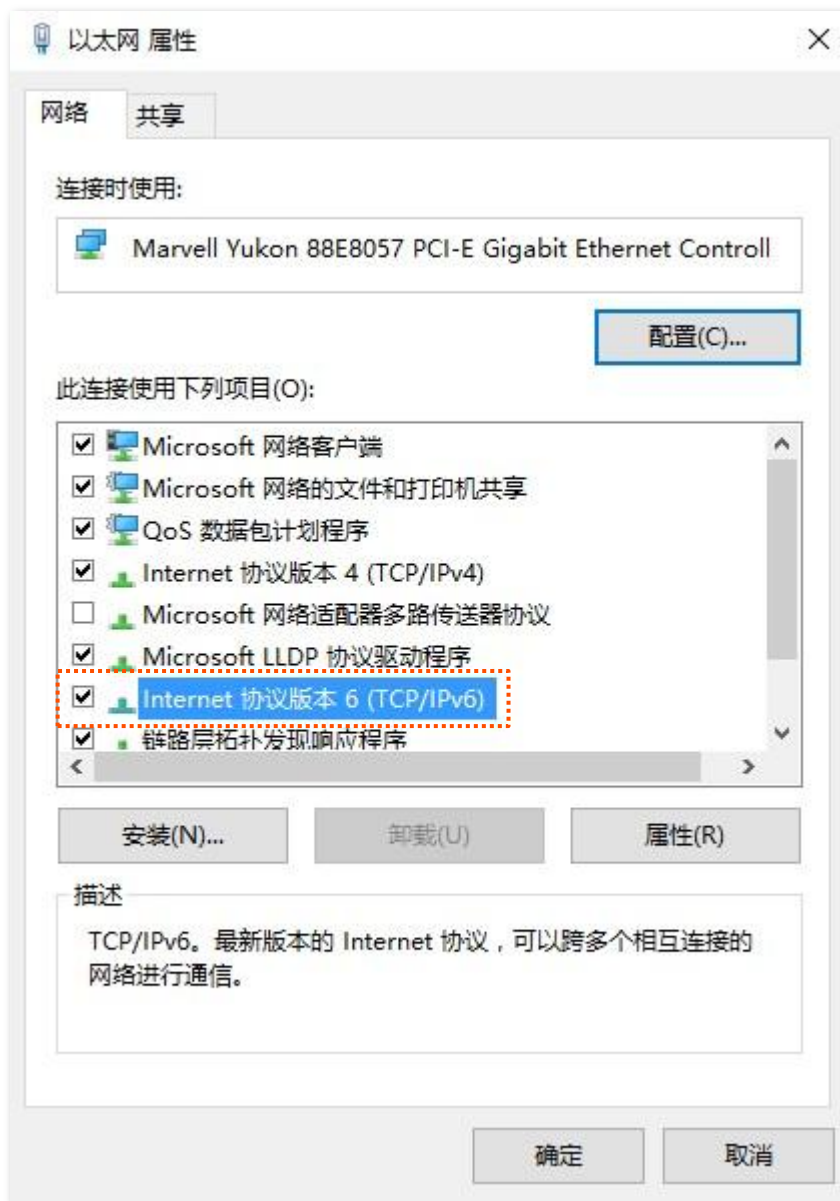 以太网 属性
网络
共享
连接时使用:
Marvell Yukon 88E8057 PCI-E Gigabit Ethernet Controll
配置(C)...
此连接使用下列项目(O):
Microsoft 网络客户端
Microsoft 网络的文件和打印机共享
QoS 数据包计划程序
Internet 协议版本 4 (TCP/IPv4)
Microsoft 网络适配器多路传送器协议
Microsoft LLDP 协议驱动程序
Internet 协议版本 6 (TCP/IPv6)
链路层拓扑发现响应程序
安装(N)...
卸载(U)
属性(R)
描述
TCP/IPv6。最新版本的 Internet 协议，可以跨多个相互连接的
网络进行通信。
确定
取消